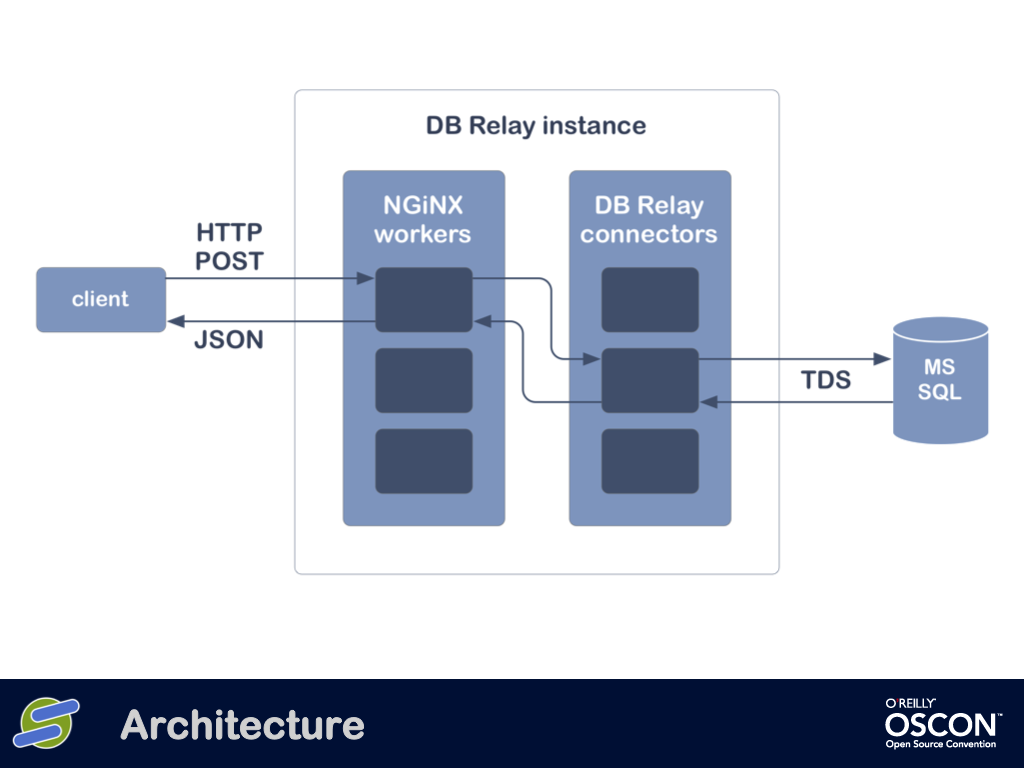 DB Relay instance
NGiNX
workers
DB Relay
connectors
HTTP
POST
client
JSON
TDS
MS
SQL
Architecture
O'REILLY
OSCON™
Open Source Convention